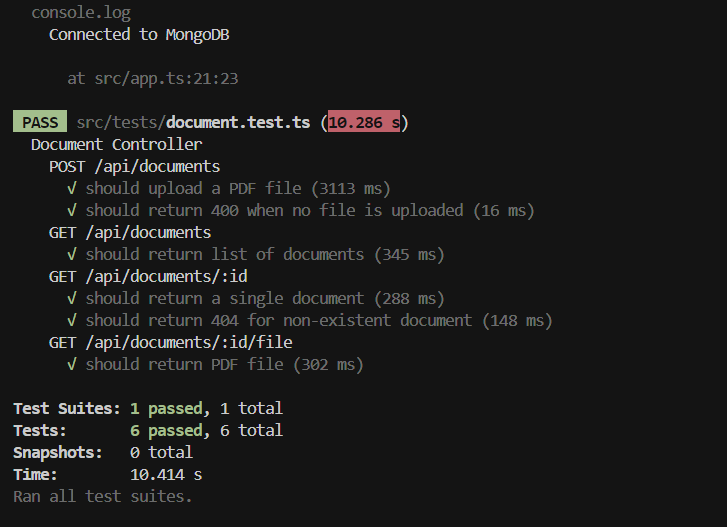 console.log
Connected to MongoDB
at src/app.ts:21:23
PASS src/tests/document.test.ts (10.286 s)
Document Controller
POST /api/documents
√ should upload a PDF file (3113 ms)
√ should return 400 when no file is uploaded (16 ms)
GET /api/documents
√ should return list of documents (345 ms)
GET /api/documents/:id
√ should return a single document (288 ms)
√ should return 404 for non-existent document (148 ms)
GET /api/documents/:id/file
√ should return PDF file (302 ms)
Test Suites: 1 passed, 1 total
Tests: 6 passed, 6 total
Snapshots: 0 total
Time: 10.414 s
Ran all test suites.